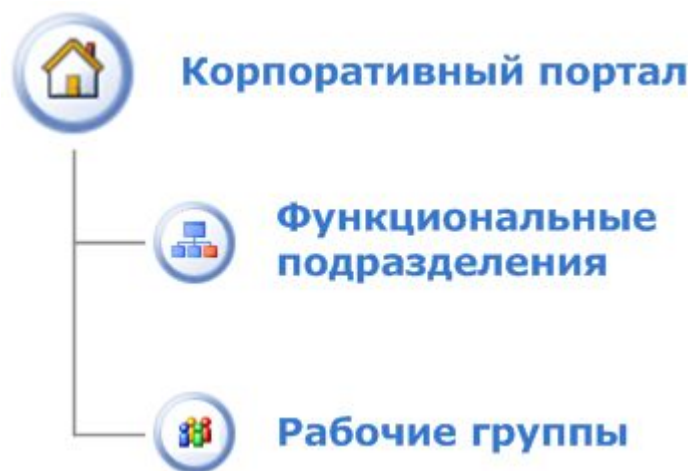 Корпоративный портал
Функциональные
подразделения
Рабочие группы